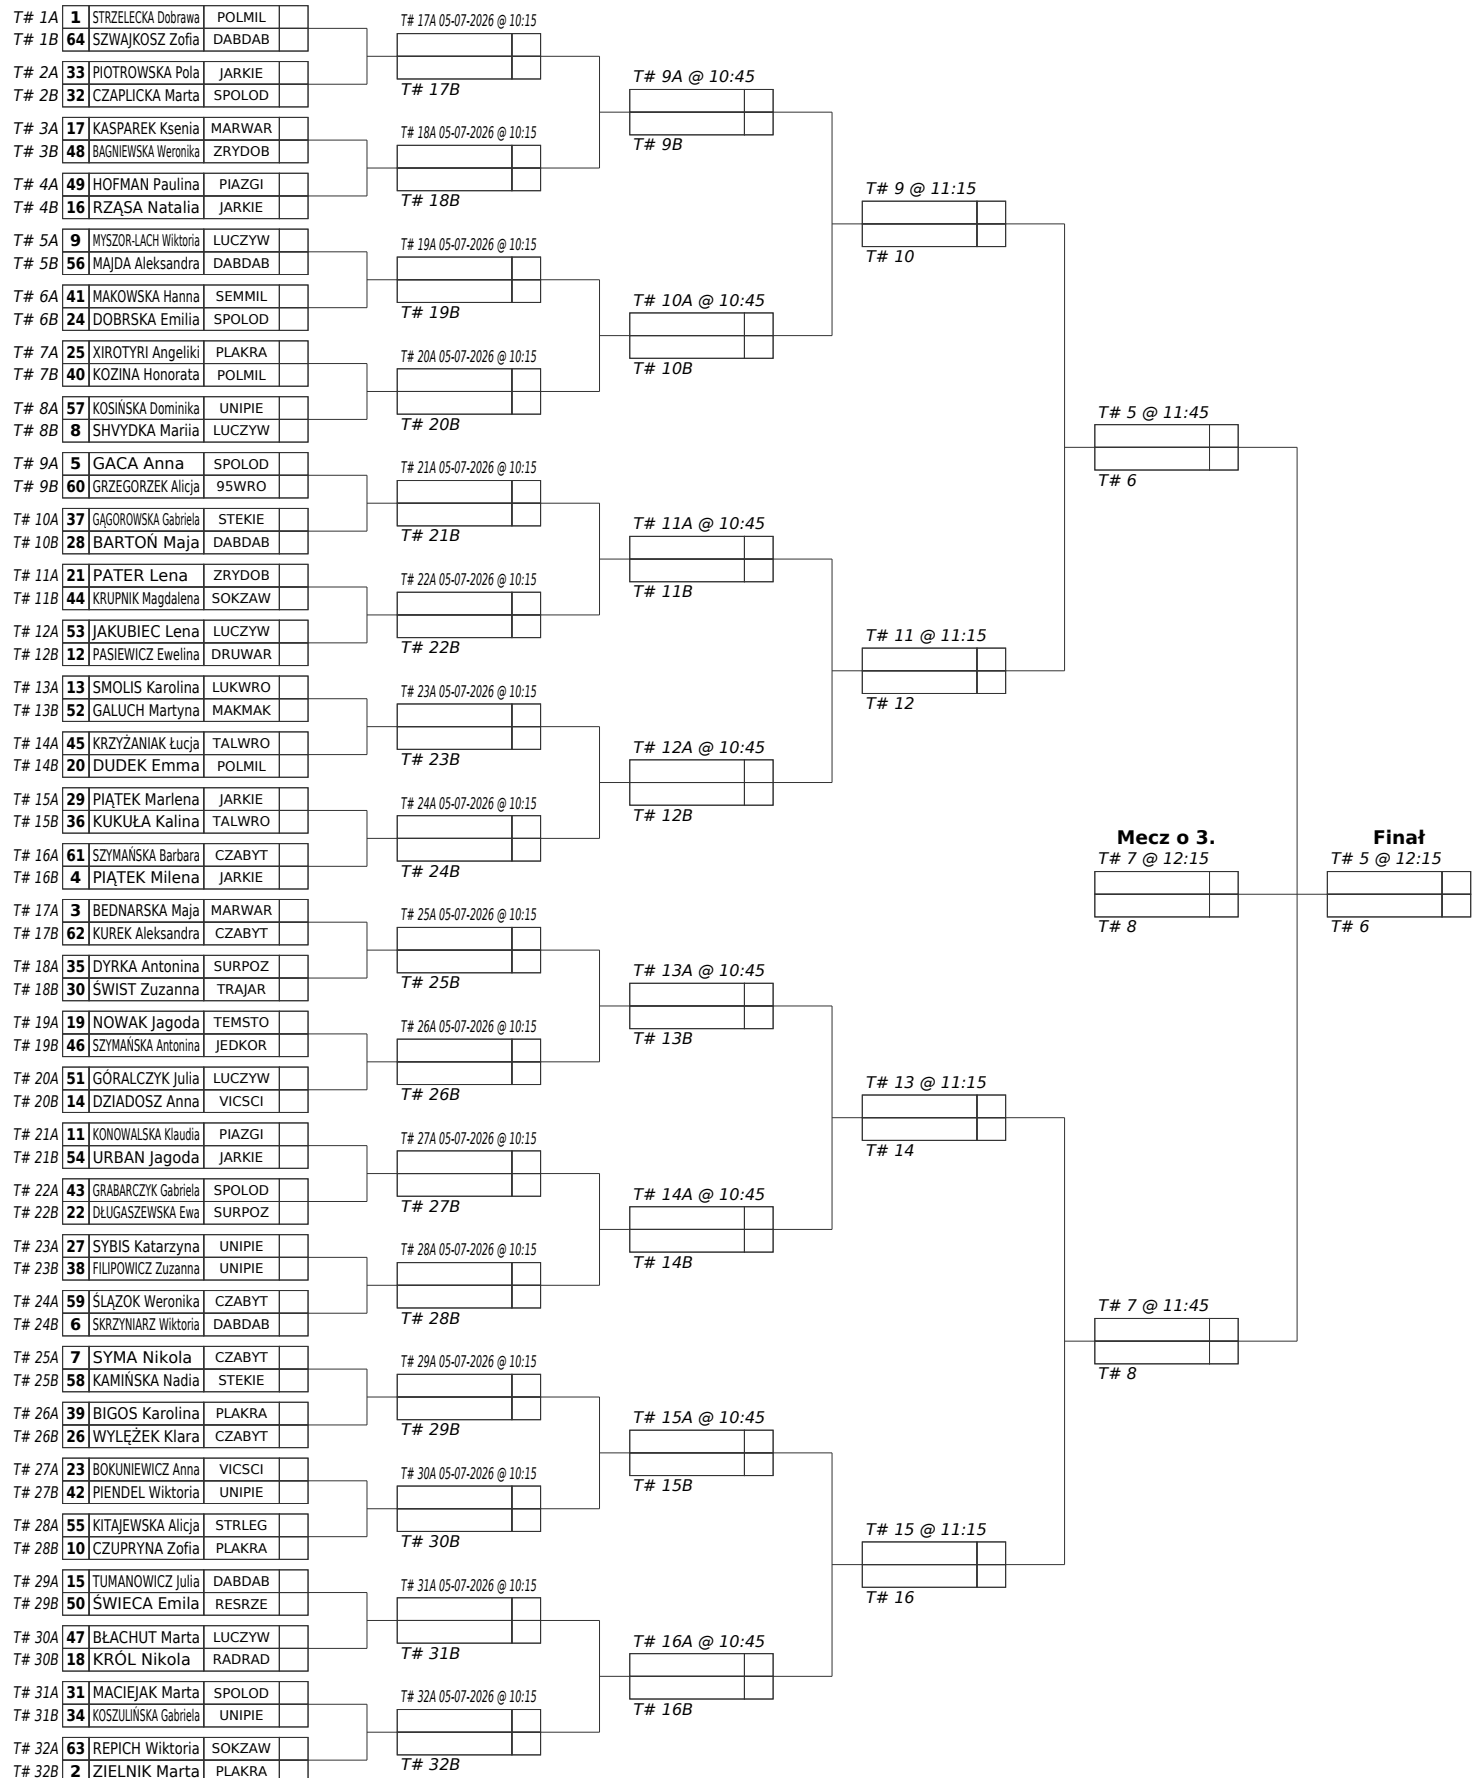 T# 1A 1 STRZELECKA Dobrawa POLMIL
T# 1B 64 SZWAJKOSZ Zofia DABDAB
T# 2A 33 PIOTROWSKA Pola JARKIE
T# 2B 32 CZAPLICKA Marta SPOLOD
T# 3A 17 KASPAREK Ksenia MARWAR
T# 3B 48 BAGNIEWSKA Weronika ZRYDOB
T# 4A 49 HOFMAN Paulina PIAZGI
T# 4B 16 RZĄSA Natalia JARKIE
T# 5A 9 MYSZOR-LACH Wiktoria LUCZYW
T# 5B 56 MAJDA Aleksandra DABDAB
T# 6A 41 MAKOWSKA Hanna SEMMIL
T# 6B 24 DOBRSKA Emilia SPOLOD
T# 7A 25 XIROTYRI Angeliki PLAKRA
T# 7B 40 KOZINA Honorata POLMIL
T# 8A 57 KOSIŃSKA Dominika UNIPIE
T# 8B 8 SHVYDKA Mariia LUCZYW
T# 9A 5 GACA Anna SPOLOD
T# 9B 60 GRZEGORZEK Alicja 95WRO
T# 10A 37 GĄGOROWSKA Gabriela STEKIE
T# 10B 28 BARTOŃ Maja DABDAB
T# 11A 21 PATER Lena ZRYDOB
T# 11B 44 KRUPNIK Magdalena SOKZAW
T# 12A 53 JAKUBIEC Lena LUCZYW
T# 12B 12 PASIEWICZ Ewelina DRUWAR
T# 13A 13 SMOLIS Karolina LUKWRO
T# 13B 52 GALUCH Martyna MAKMAK
T# 14A 45 KRZYŻANIAK Łucja TALWRO
T# 14B 20 DUDEK Emma POLMIL
T# 15A 29 PIĄTEK Marlena JARKIE
T# 15B 36 KUKUŁA Kalina TALWRO
T# 16A 61 SZYMAŃSKA Barbara CZABYT
T# 16B 4 PIĄTEK Milena JARKIE
T# 17A 3 BEDNARSKA Maja MARWAR
T# 17B 62 KUREK Aleksandra CZABYT
T# 18A 35 DYRKA Antonina SURPOZ
T# 18B 30 ŚWIST Zuzanna TRAJAR
T# 19A 19 NOWAK Jagoda TEMSTO
T# 19B 46 SZYMAŃSKA Antonina JEDKOR
T# 20A 51 GÓRALCZYK Julia LUCZYW
T# 20B 14 DZIADOSZ Anna VICSCI
T# 21A 11 KONOWALSKA Klaudia PIAZGI
T# 21B 54 URBAN Jagoda JARKIE
T# 22A 43 GRABARCZYK Gabriela SPOLOD
T# 22B 22 DŁUGASZEWSKA Ewa SURPOZ
T# 23A 27 SYBIS Katarzyna UNIPIE
T# 23B 38 FILIPOWICZ Zuzanna UNIPIE
T# 24A 59 ŚLĄZOK Weronika CZABYT
T# 24B 6 SKRZYNIARZ Wiktoria DABDAB
T# 25A 7 SYMA Nikola CZABYT
T# 25B 58 KAMIŃSKA Nadia STEKIE
T# 26A 39 BIGOS Karolina PLAKRA
T# 26B 26 WYLĘŻEK Klara CZABYT
T# 27A 23 BOKUNIEWICZ Anna VICSCI
T# 27B 42 PIENDEL Wiktoria UNIPIE
T# 28A 55 KITAJEWSKA Alicja STRLEG
T# 28B 10 CZUPRYNA Zofia PLAKRA
T# 29A 15 TUMANOWICZ Julia DABDAB
T# 29B 50 ŚWIECA Emila RESRZE
T# 30A 47 BŁACHUT Marta LUCZYW
T# 30B 18 KRÓL Nikola RADRAD
T# 31A 31 MACIEJAK Marta SPOLOD
T# 31B 34 KOSZULIŃSKA Gabriela UNIPIE
T# 32A 63 REPICH Wiktoria SOKZAW
T# 32B 2 ZIELNIK Marta PLAKRA
T# 17A 05-07-2026 @ 10:15
T# 17B
T# 18A 05-07-2026 @ 10:15
T# 18B
T# 19A 05-07-2026 @ 10:15
T# 19B
T# 20A 05-07-2026 @ 10:15
T# 20B
T# 21A 05-07-2026 @ 10:15
T# 21B
T# 22A 05-07-2026 @ 10:15
T# 22B
T# 23A 05-07-2026 @ 10:15
T# 23B
T# 24A 05-07-2026 @ 10:15
T# 24B
T# 25A 05-07-2026 @ 10:15
T# 25B
T# 26A 05-07-2026 @ 10:15
T# 26B
T# 27A 05-07-2026 @ 10:15
T# 27B
T# 28A 05-07-2026 @ 10:15
T# 28B
T# 29A 05-07-2026 @ 10:15
T# 29B
T# 30A 05-07-2026 @ 10:15
T# 30B
T# 31A 05-07-2026 @ 10:15
T# 31B
T# 32A 05-07-2026 @ 10:15
T# 32B
T# 9A @ 10:45
T# 9B
T# 10A @ 10:45
T# 10B
T# 11A @ 10:45
T# 11B
T# 12A @ 10:45
T# 12B
T# 13A @ 10:45
T# 13B
T# 14A @ 10:45
T# 14B
T# 15A @ 10:45
T# 15B
T# 16A @ 10:45
T# 16B
T# 9 @ 11:15
T# 10
T# 11 @ 11:15
T# 12
T# 13 @ 11:15
T# 14
T# 15 @ 11:15
T# 16
T# 5 @ 11:45
T# 6
Mecz o 3.
T# 7 @ 12:15
T# 8
T# 7 @ 11:45
T# 8
Finał
T# 5 @ 12:15
T# 6